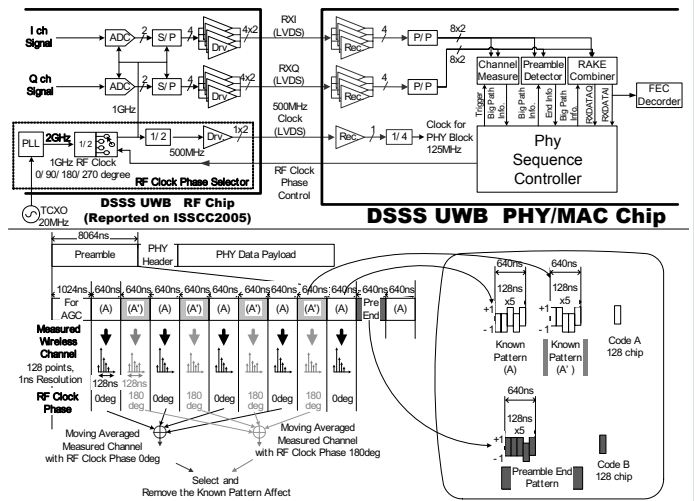 I ch
Signal
ADC
2
S/P
4
Drv
4x2
RXI
(LVDS)
Rec
4
P/P
8x2
8x2
Q ch
Signal
ADC
2
S/P
4
Drv
4x2
RXQ
(LVDS)
Rec
4
P/P
Channel
Measure
Preamble
Detector
RAKE
Combiner
FEC
Decorder
1GHz
500MHz
Clock
(LVDS)
Trigger
Big Path
Info.
Big Path
Info.
End Info
Big Path
Info.
RXDATAQ
RXDATAI
PLL
2GHz
1/2
1/2
500MHz
Drv.
1x2
Rec.
1
1/4
Clock for
PHY Block
125MHz
Phy
Sequence
Controller
1GHz RF Clock
0/ 90/ 180/ 270 degree
RF Clock Phase Selector
RF Clock
Phase
Control
TCXO
20MHz
DSSS UWB RF Chip
(Reported on ISSCC2005)
DSSS UWB PHY/MAC Chip
8064ns
Preamble
PHY
Header
PHY Data Payload
1024ns 640ns 640ns 640ns 640ns 640ns 640ns 640ns 640ns 640ns 640ns 640ns
For
AGC
(A) (A') (A) (A) (A') (A) (A') (A) (A) Pre
End
(A)
Measured
Wireless
Channel
128 points,
1ns Resolution
128ns
128ns
RF Clock
Phase
0deg 180
deg 0deg 0deg 180
deg 0deg 180
deg 0deg
Moving Averaged
Measured Channel
with RF Clock Phase 0deg
Moving Averaged
Measured Channel
with RF Clock Phase 180deg
Select and
Remove the Known Pattern Affect
640ns
128ns
x5
+1
-1
Known
Pattern
(A)
640ns
128ns
x5
+1
-1
Known
Pattern
(A')
Code A
128 chip
640ns
128ns
x5
+1
-1
Preamble End
Pattern
Code B
128 chip